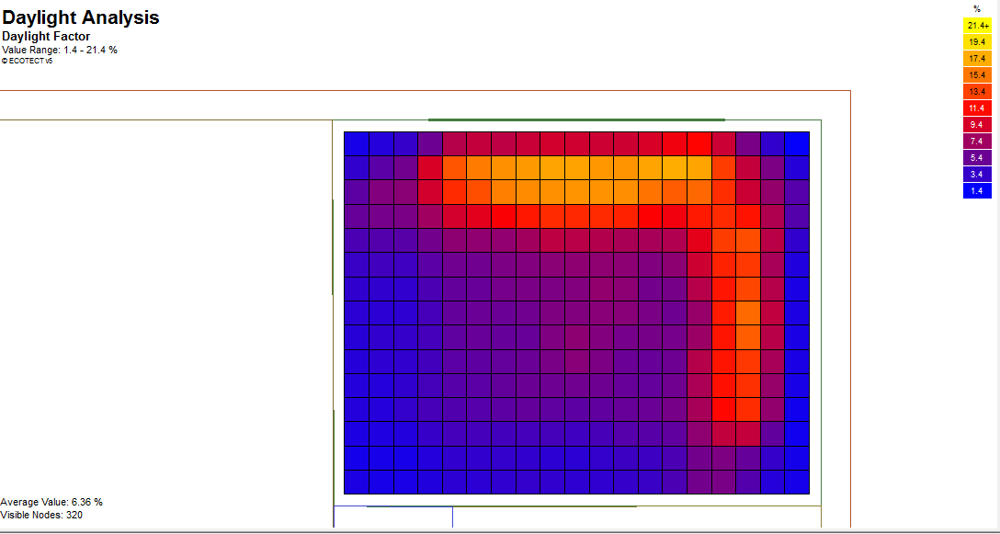 Daylight Analysis
Daylight Factor
Value Range: 1.4 - 21.4 %
© ECOTECT v5
%
21.4+
19.4
17.4
15.4
13.4
11.4
9.4
7.4
5.4
3.4
1.4
Average Value: 6.36 %
Visible Nodes: 320